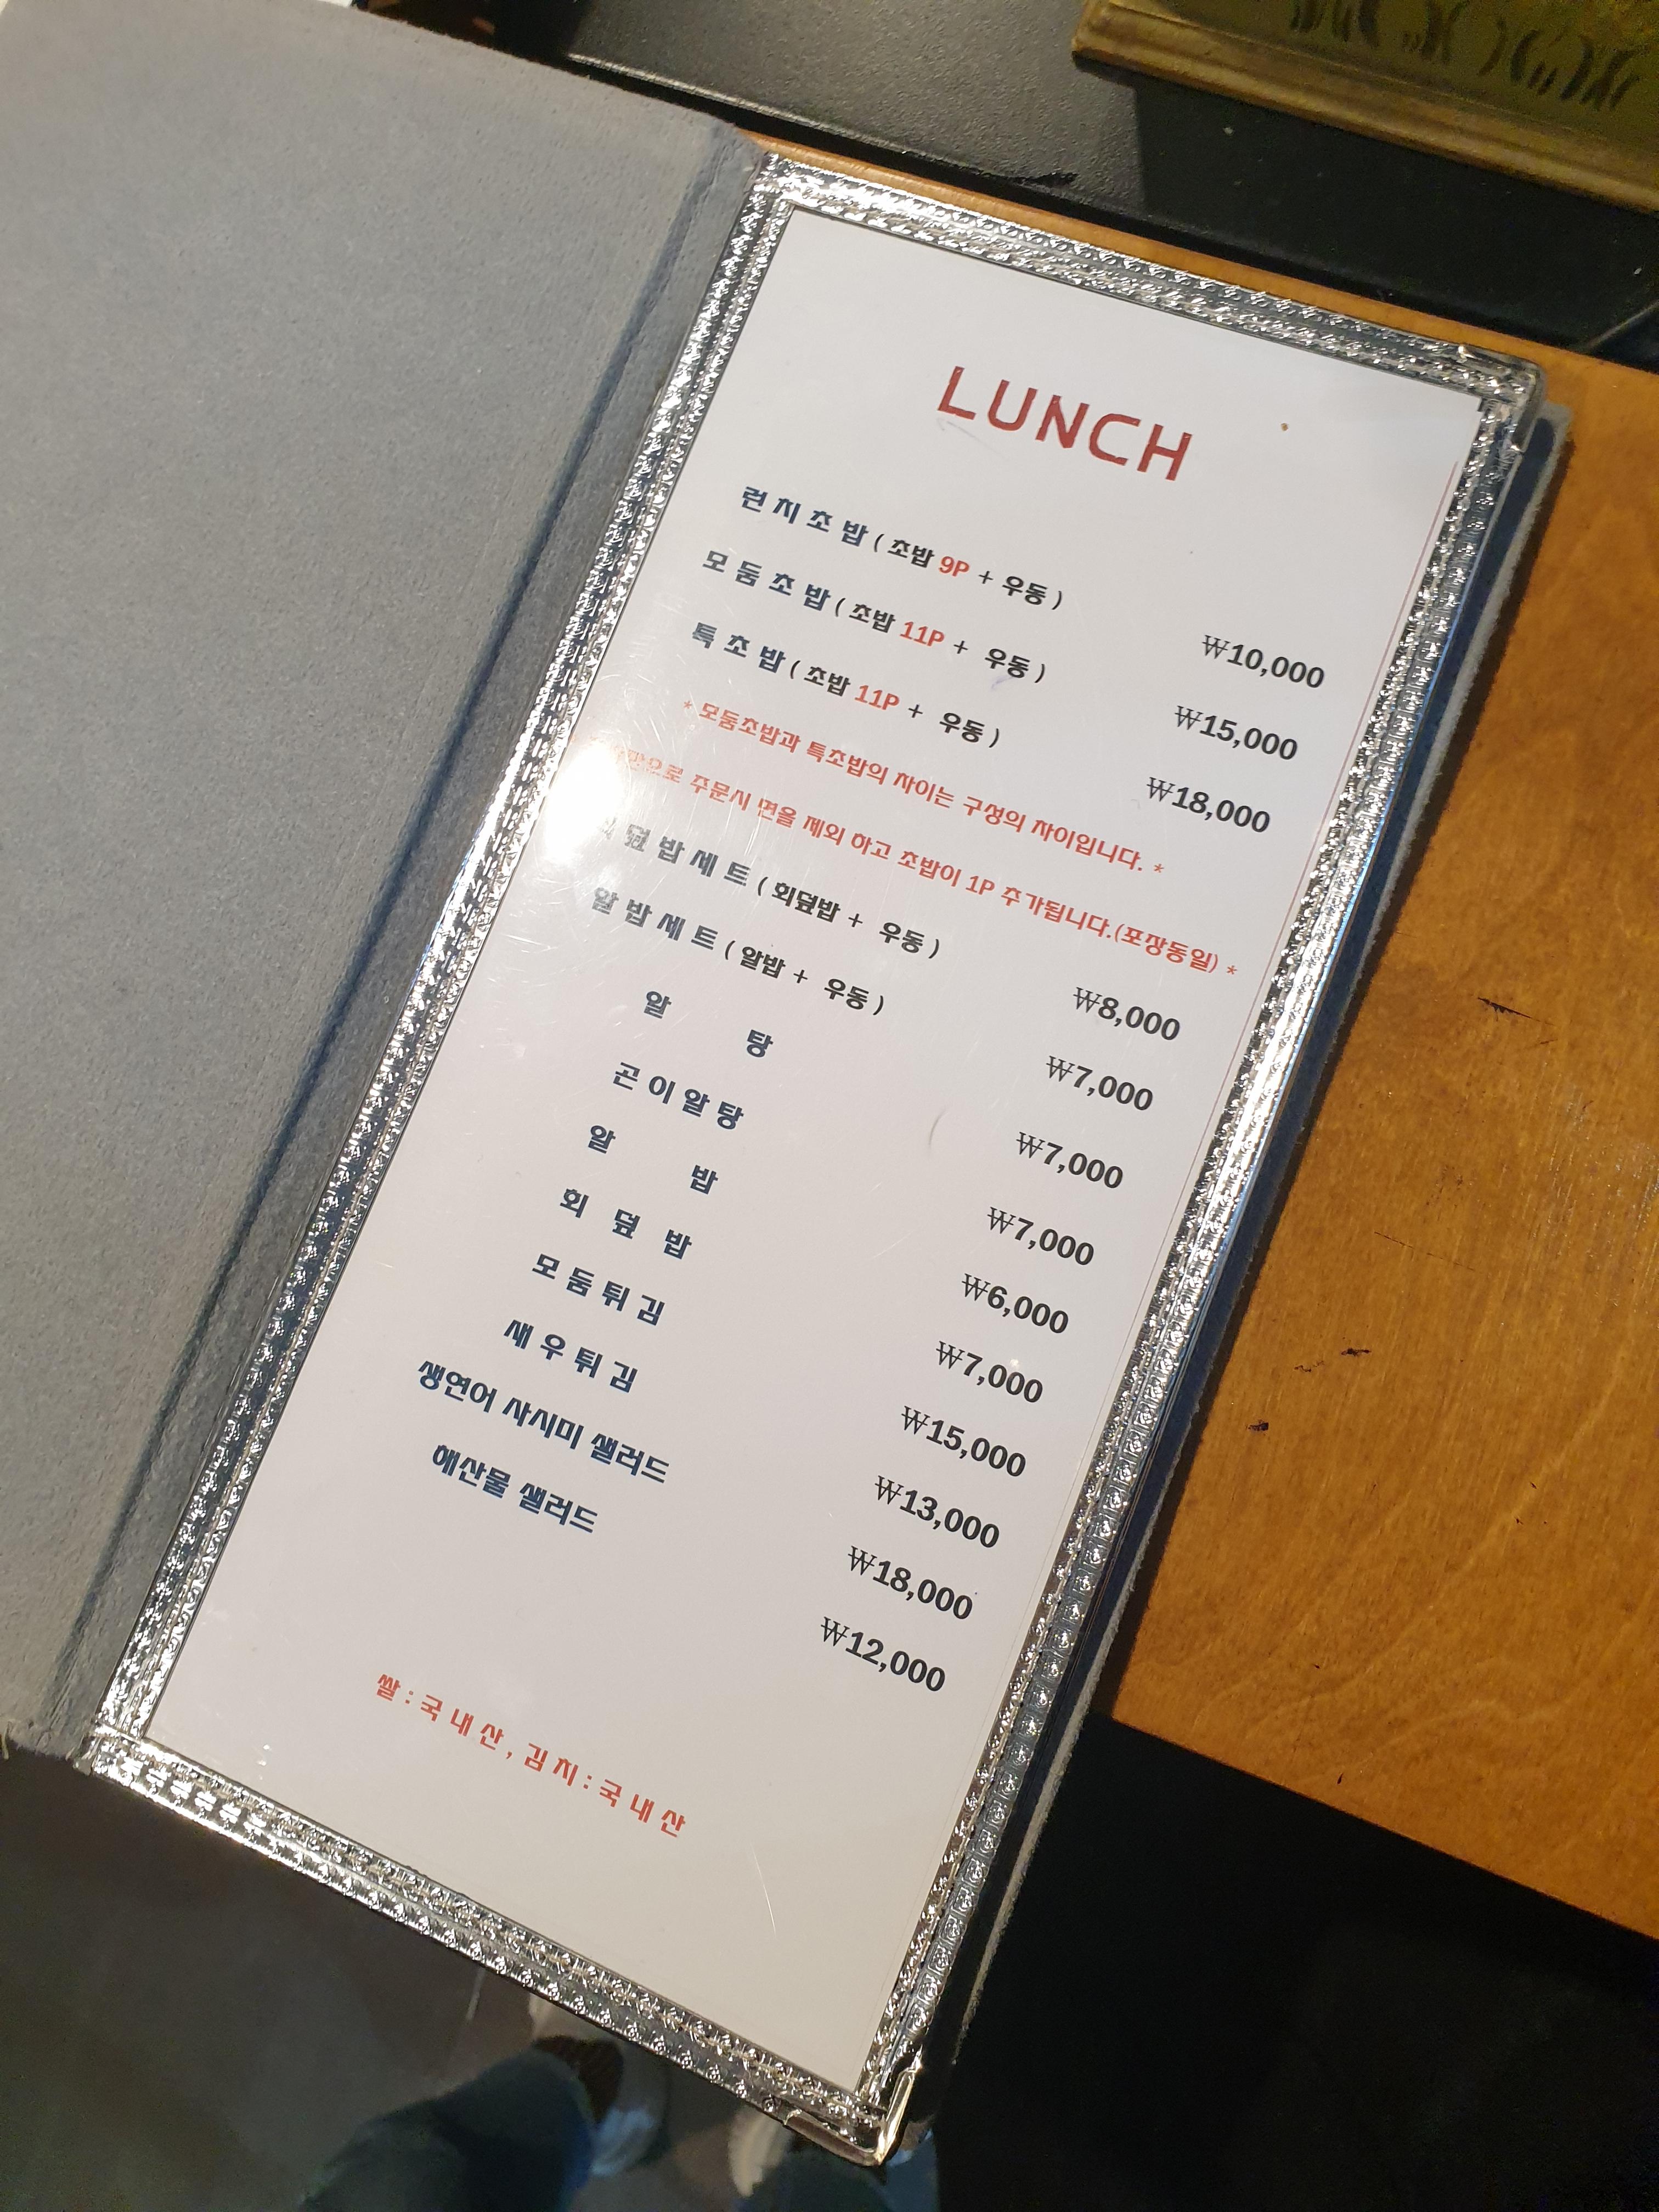 LUNCH
런치초밥 ( 초밥 9P + 우동 ) ₩10,000
모둠초밥 ( 초밥 11P + 우동 ) ₩15,000
특초밥 ( 초밥 11P + 우동 ) ₩18,000
* 모둠초밥과 특초밥의 차이는 구성의 차이입니다. *
주문시 면을 제외 하고 초밥이 1P 추가됩니다.(포장동일) *
회덮밥세트 ( 회덮밥 + 우동 ) ₩8,000
알밥세트 ( 알밥 + 우동 ) ₩7,000
알 탕 ₩7,000
곤이알탕 ₩7,000
알 밥 ₩6,000
회 덮 밥 ₩7,000
모둠튀김 ₩15,000
새우튀김 ₩13,000
생연어 사시미 샐러드 ₩18,000
해산물 샐러드 ₩12,000
쌀 : 국내산 , 김치 : 국내산